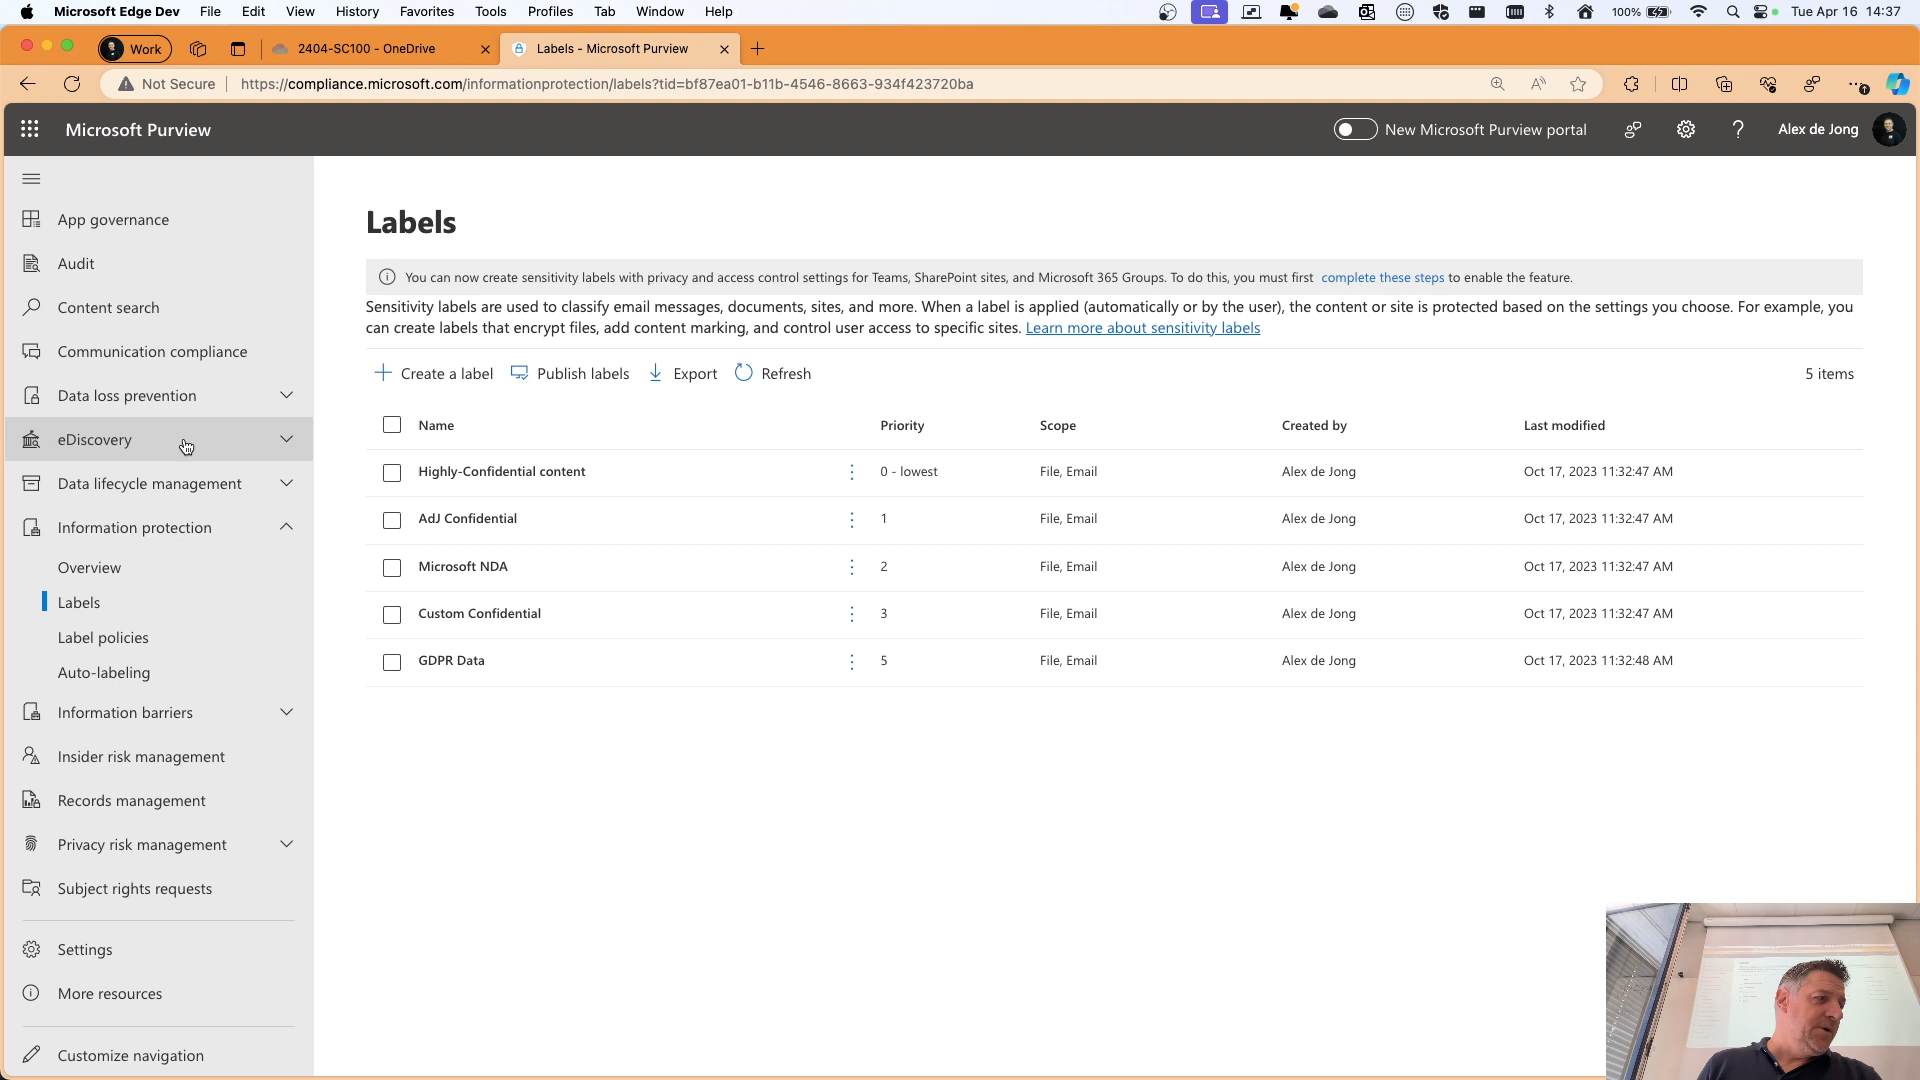 Microsoft Edge Dev File Edit View History Favorites Tools Profiles Tab Window Help 100% Tue Apr 16 14:37
Work 2404-SC100 - OneDrive Labels - Microsoft Purview
Not Secure https://compliance.microsoft.com/informationprotection/labels?tid=bf87ea01-b11b-4546-8663-934f423720ba
Microsoft Purview New Microsoft Purview portal Alex de Jong
App governance
Audit
Content search
Communication compliance
Data loss prevention
eDiscovery
Data lifecycle management
Information protection
Overview
Labels
Label policies
Auto-labeling
Information barriers
Insider risk management
Records management
Privacy risk management
Subject rights requests
Settings
More resources
Customize navigation
Labels
You can now create sensitivity labels with privacy and access control settings for Teams, SharePoint sites, and Microsoft 365 Groups. To do this, you must first complete these steps to enable the feature.
Sensitivity labels are used to classify email messages, documents, sites, and more. When a label is applied (automatically or by the user), the content or site is protected based on the settings you choose. For example, you
can create labels that encrypt files, add content marking, and control user access to specific sites. Learn more about sensitivity labels
Create a label Publish labels Export Refresh 5 items
Name Priority Scope Created by Last modified
Highly-Confidential content 0 - lowest File, Email Alex de Jong Oct 17, 2023 11:32:47 AM
AdJ Confidential 1 File, Email Alex de Jong Oct 17, 2023 11:32:47 AM
Microsoft NDA 2 File, Email Alex de Jong Oct 17, 2023 11:32:47 AM
Custom Confidential 3 File, Email Alex de Jong Oct 17, 2023 11:32:47 AM
GDPR Data 5 File, Email Alex de Jong Oct 17, 2023 11:32:48 AM